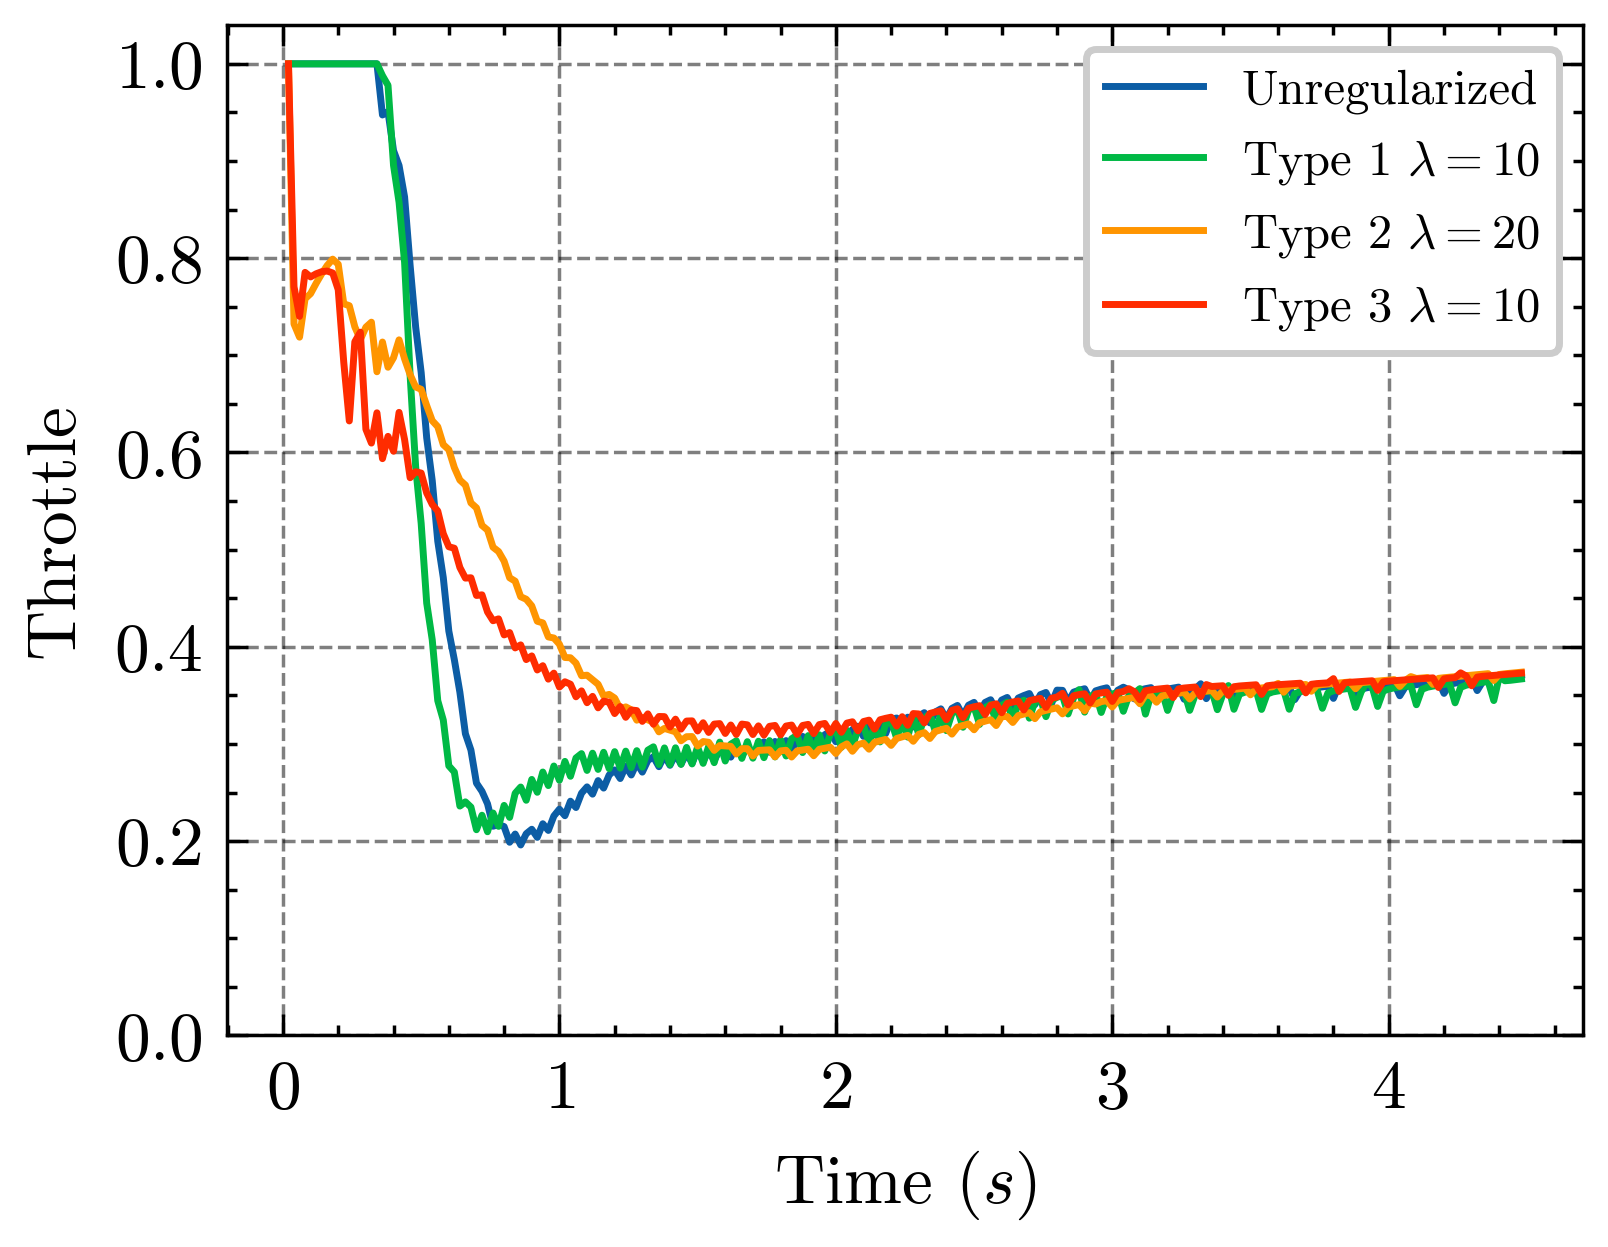 1.0
0.8
0.6
0.4
0.2
0.0
Throttle
0 1 2 3 4
Time (s)
Unregularized
Type 1 λ = 10
Type 2 λ = 20
Type 3 λ = 10